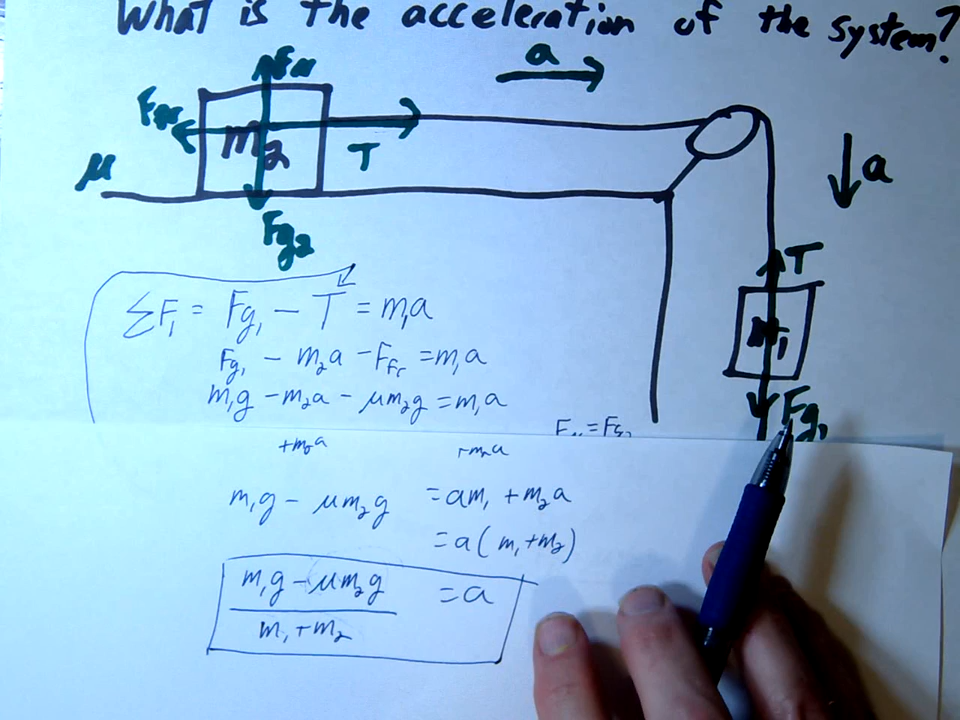 What is the acceleration of the system?
a
FN
Ffr
m2
T
μ
Fg2
a
T
m1
Fg1
ΣF1 = Fg1 - T = m1a
Fg1 - m2a - Ffr = m1a
m1g - m2a - μm2g = m1a
+m2a +m2a
m1g - μm2g = am1 + m2a
= a(m1+m2)
m1g - μm2g = a
m1+m2